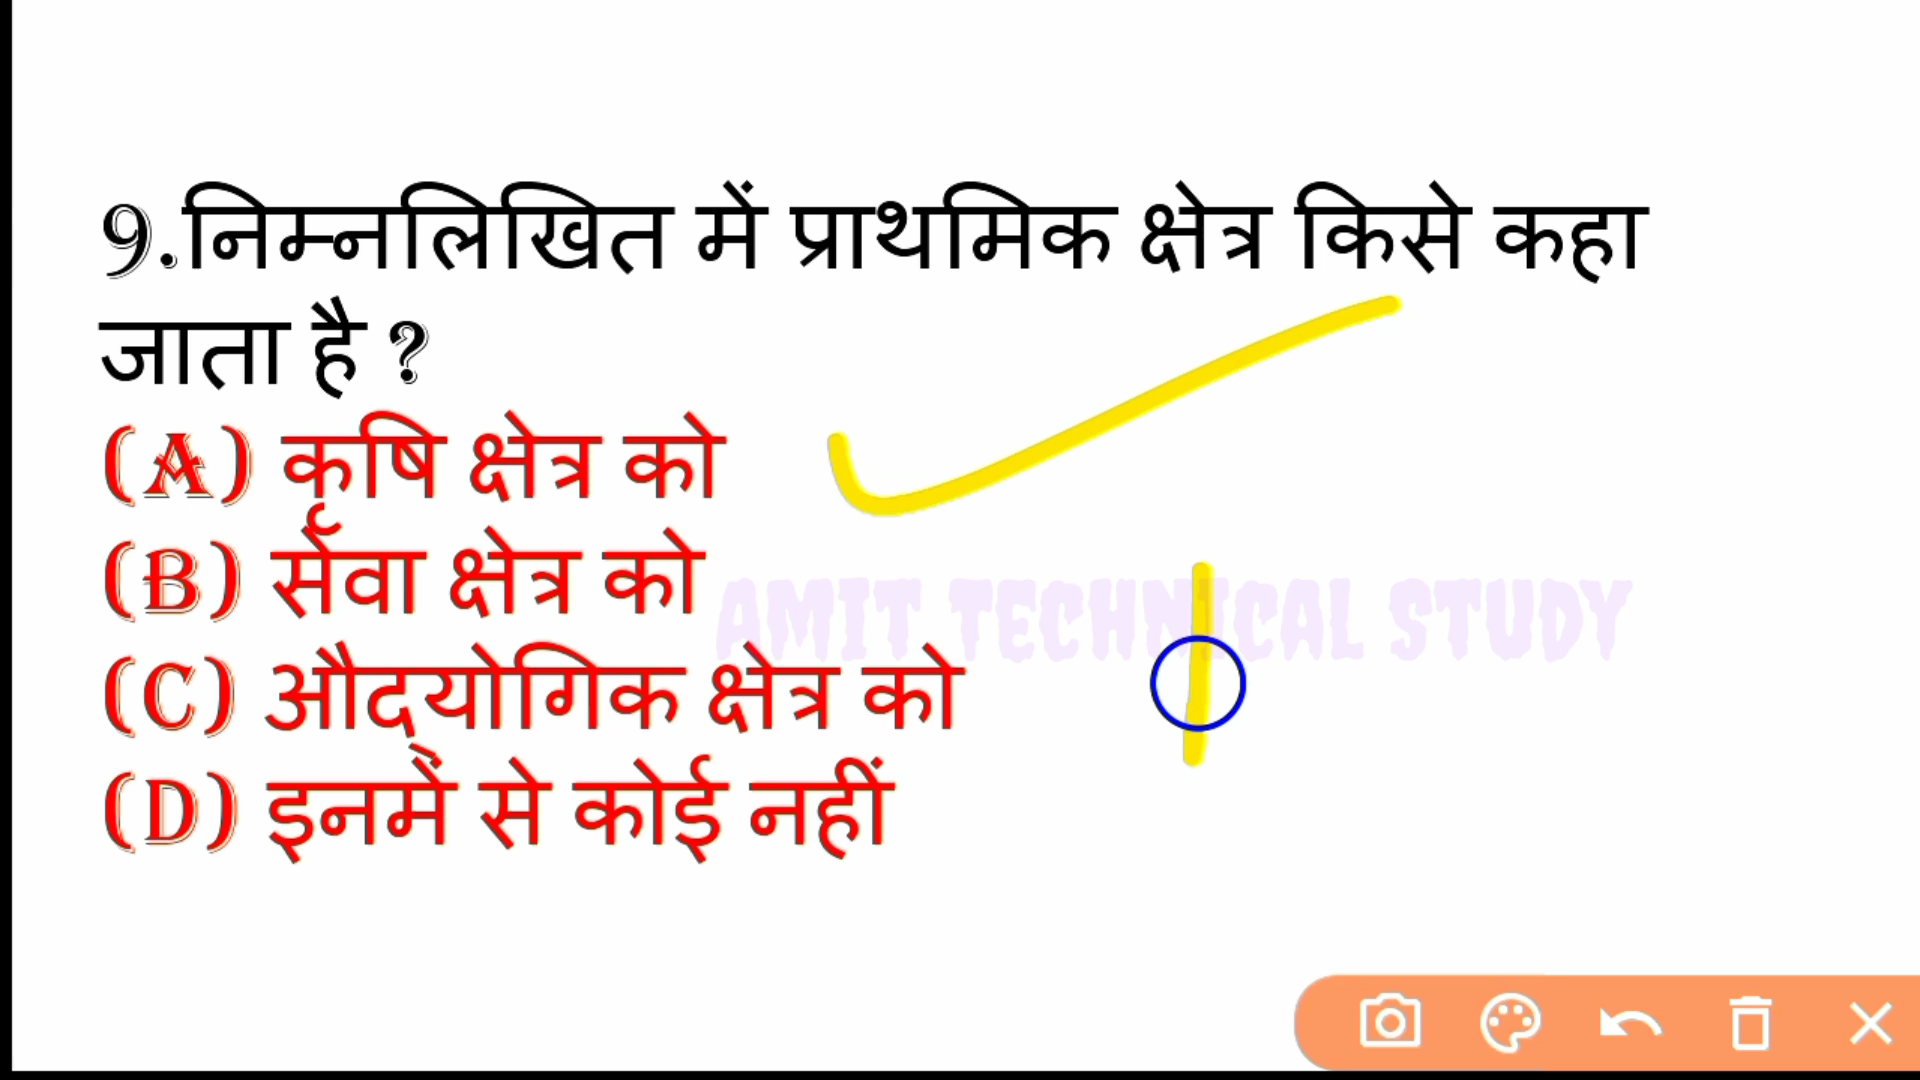 9.निम्नलिखित में प्राथमिक क्षेत्र किसे कहा
जाता है ?
(A) कृषि क्षेत्र को
(B) सेवा क्षेत्र को
AMIT TECHNICAL STUDY
(C) औद्योगिक क्षेत्र को
(D) इनमें से कोई नहीं